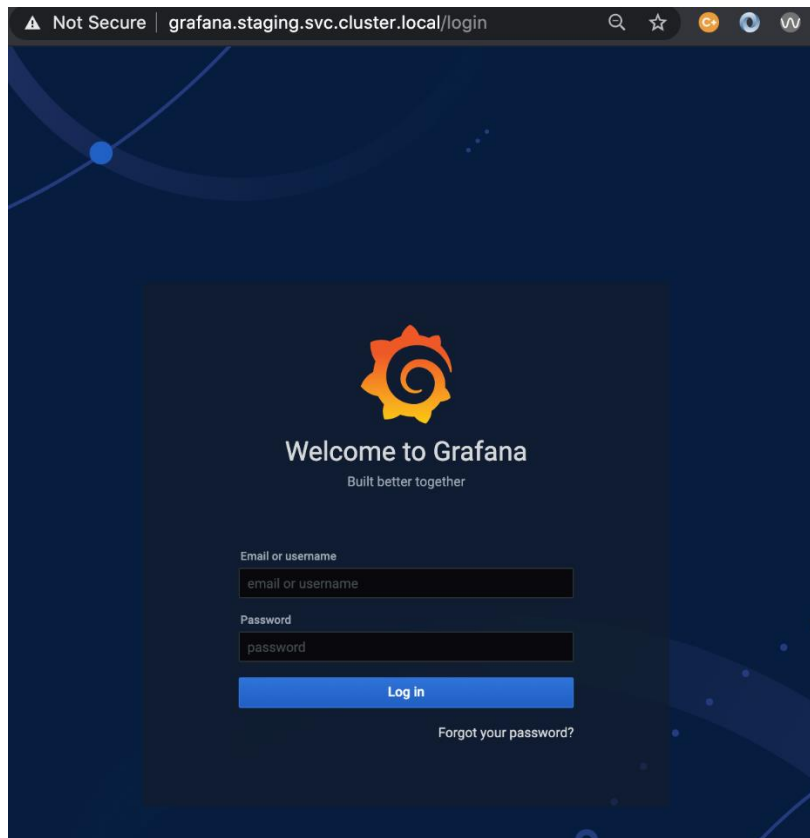 Not Secure | grafana.staging.svc.cluster.local/login
C+
Welcome to Grafana
Built better together
Email or username
email or username
Password
password
Log in
Forgot your password?